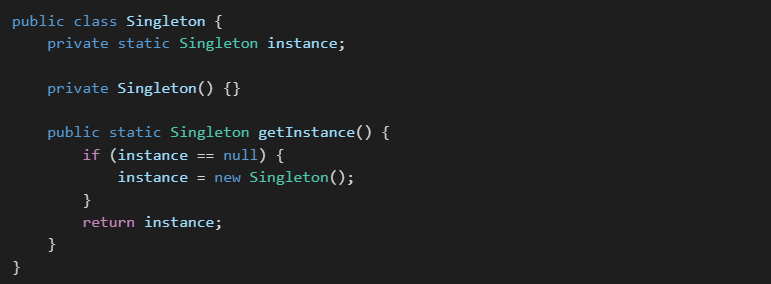 public class Singleton {
    private static Singleton instance;

    private Singleton() {}

    public static Singleton getInstance() {
        if (instance == null) {
            instance = new Singleton();
        }
        return instance;
    }
}